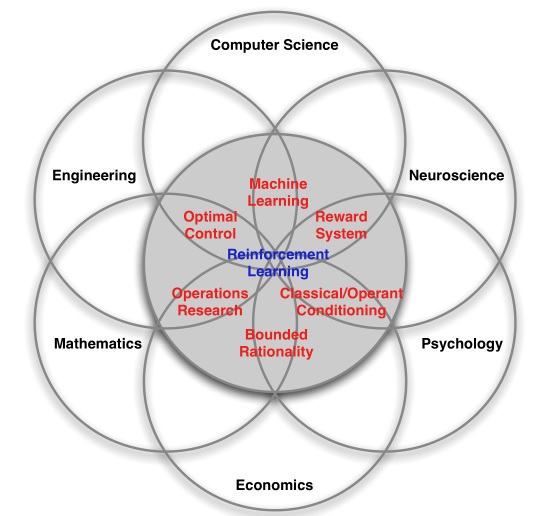 Computer Science
Engineering
Neuroscience
Machine
Learning
Optimal
Control
Reward
System
Reinforcement
Learning
Operations
Research
Classical/Operant
Conditioning
Bounded
Rationality
Mathematics
Psychology
Economics